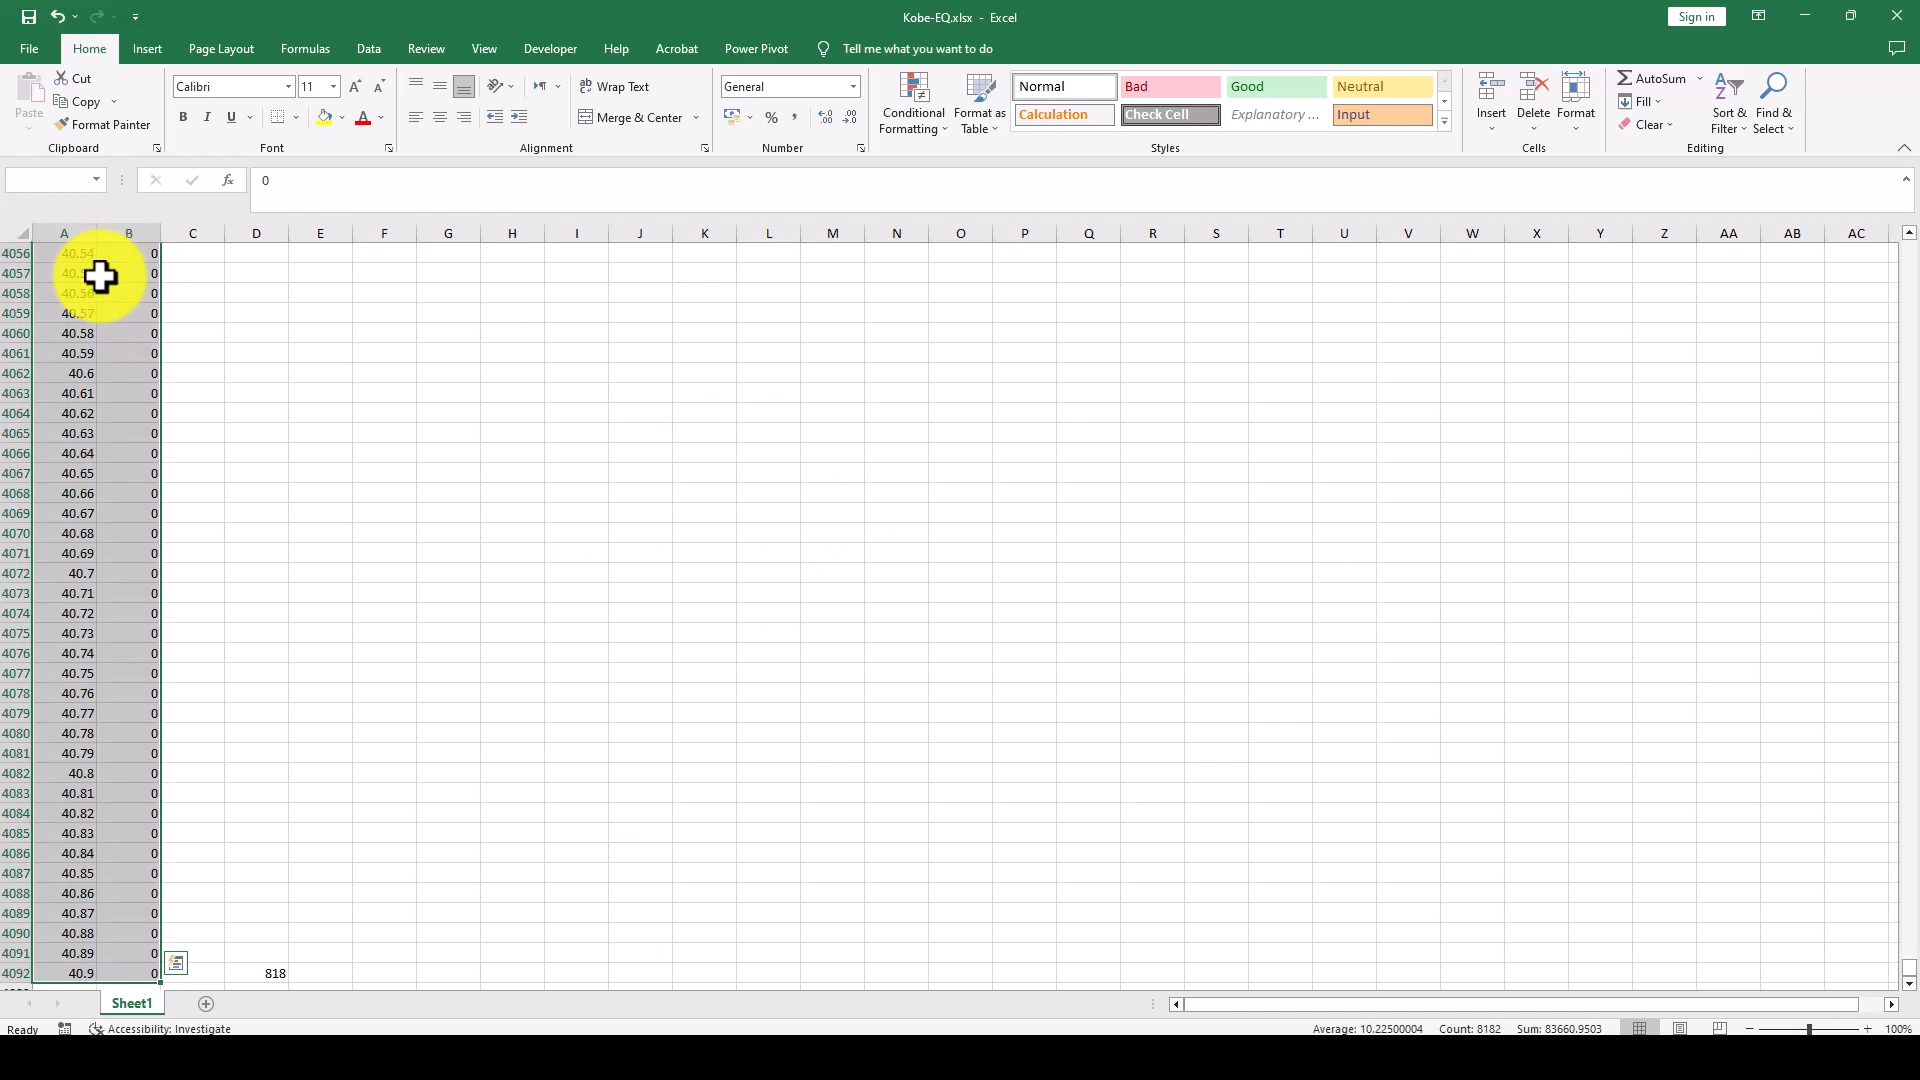 Kobe-EQ.xlsx - Excel
Sign in
File Home Insert Page Layout Formulas Data Review View Developer Help Acrobat Power Pivot Tell me what you want to do
Paste
Cut
Copy
Format Painter
Clipboard
Calibri 11
B I U
Font
Wrap Text
Merge & Center
Alignment
General
%
Number
Conditional Formatting
Format as Table
Normal Bad Good Neutral
Calculation Check Cell Explanatory ... Input
Styles
Insert Delete Format
Cells
AutoSum
Fill
Clear
Sort & Filter
Find & Select
Editing
fx 0
A B C D E F G H I J K L M N O P Q R S T U V W X Y Z AA AB AC
4056 40.54 0
4057 0
4058 40.56 0
4059 40.57 0
4060 40.58 0
4061 40.59 0
4062 40.6 0
4063 40.61 0
4064 40.62 0
4065 40.63 0
4066 40.64 0
4067 40.65 0
4068 40.66 0
4069 40.67 0
4070 40.68 0
4071 40.69 0
4072 40.7 0
4073 40.71 0
4074 40.72 0
4075 40.73 0
4076 40.74 0
4077 40.75 0
4078 40.76 0
4079 40.77 0
4080 40.78 0
4081 40.79 0
4082 40.8 0
4083 40.81 0
4084 40.82 0
4085 40.83 0
4086 40.84 0
4087 40.85 0
4088 40.86 0
4089 40.87 0
4090 40.88 0
4091 40.89 0
4092 40.9 0 818
Sheet1
Ready Accessibility: Investigate Average: 10.22500004 Count: 8182 Sum: 83660.9503 100%